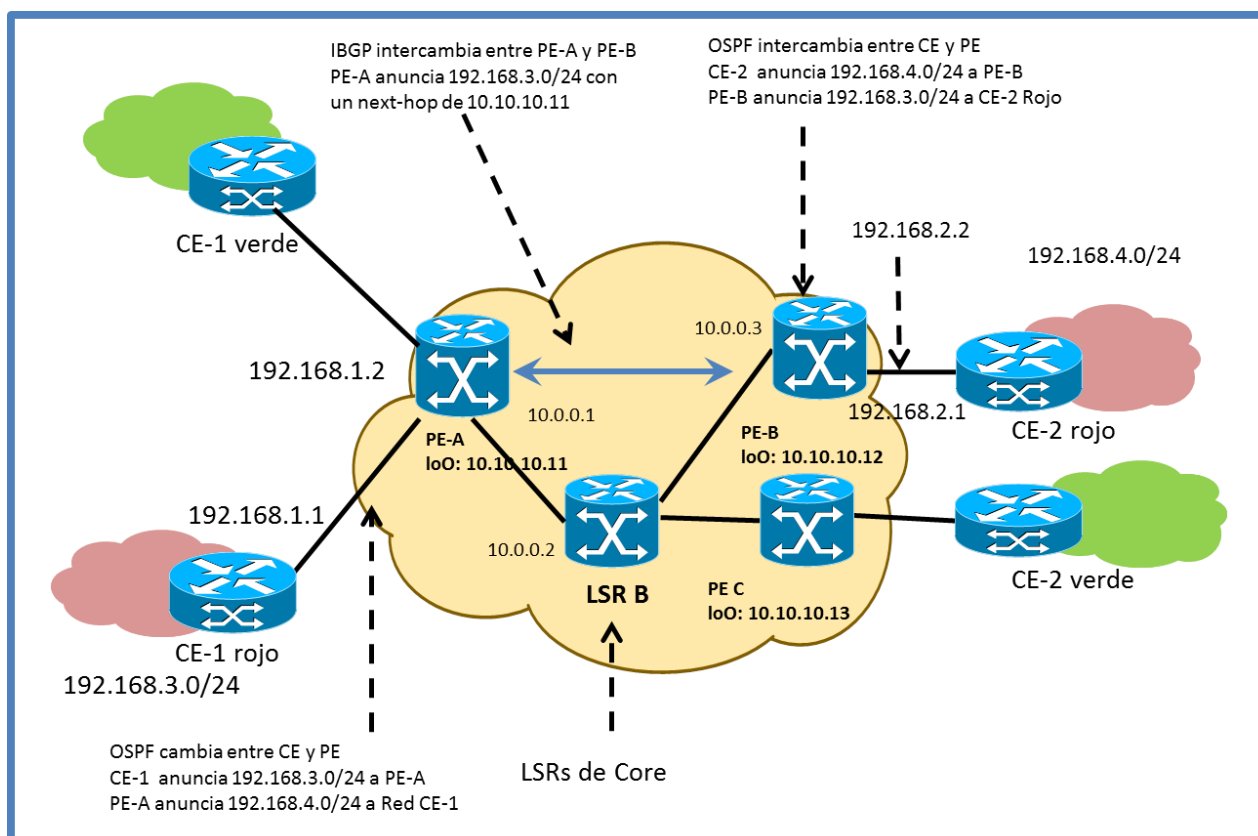 IBGP intercambia entre PE-A y PE-B
PE-A anuncia 192.168.3.0/24 con
un next-hop de 10.10.10.11
OSPF intercambia entre CE y PE
CE-2 anuncia 192.168.4.0/24 a PE-B
PE-B anuncia 192.168.3.0/24 a CE-2 Rojo
CE-1 verde
192.168.2.2
192.168.4.0/24
10.0.0.3
192.168.1.2
10.0.0.1
192.168.2.1
CE-2 rojo
PE-A
loO: 10.10.10.11
PE-B
loO: 10.10.10.12
192.168.1.1
10.0.0.2
LSR B
PE C
loO: 10.10.10.13
CE-2 verde
CE-1 rojo
192.168.3.0/24
OSPF cambia entre CE y PE
CE-1 anuncia 192.168.3.0/24 a PE-A
PE-A anuncia 192.168.4.0/24 a Red CE-1
LSRs de Core